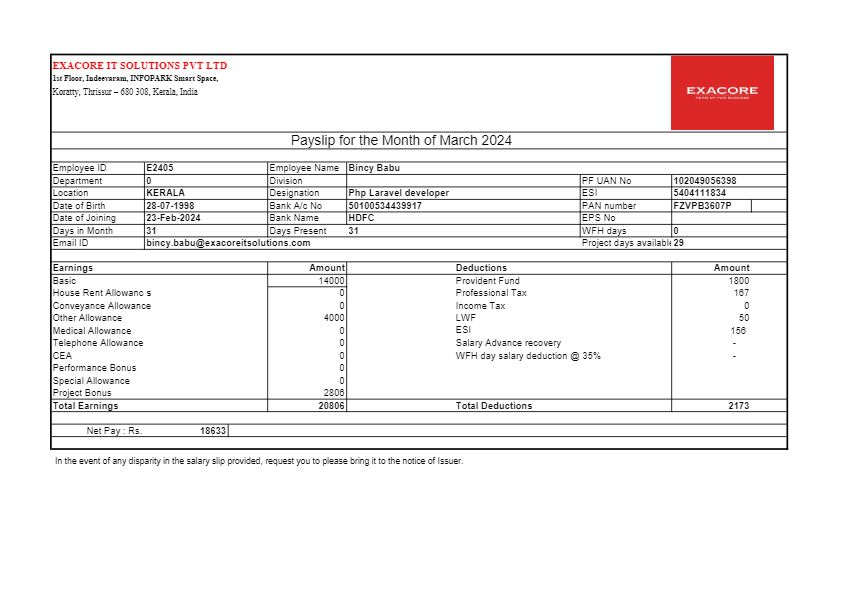 EXACORE IT SOLUTIONS PVT LTD
1st Floor, Indeevaram, INFOPARK Smart Space,
Koratty, Thrissur – 680 308, Kerala, India
EXACORE
Payslip for the Month of March 2024
Employee ID E2405 Employee Name Bincy Babu
Department 0 Division PF UAN No 102049056398
Location KERALA Designation Php Laravel developer ESI 5404111834
Date of Birth 28-07-1998 Bank A/c No 50100534439917 PAN number FZVPB3607P
Date of Joining 23-Feb-2024 Bank Name HDFC EPS No
Days in Month 31 Days Present 31 WFH days 0
Email ID bincy.babu@exacoreitsolutions.com Project days available 29
Earnings Amount Deductions Amount
Basic 14000 Provident Fund 1800
House Rent Allowanc s 0 Professional Tax 167
Conveyance Allowance 0 Income Tax 0
Other Allowance 4000 LWF 50
Medical Allowance 0 ESI 156
Telephone Allowance 0 Salary Advance recovery -
CEA 0 WFH day salary deduction @ 35% -
Performance Bonus 0
Special Allowance 0
Project Bonus 2806
Total Earnings 20806 Total Deductions 2173
Net Pay : Rs. 18633
In the event of any disparity in the salary slip provided, request you to please bring it to the notice of Issuer.